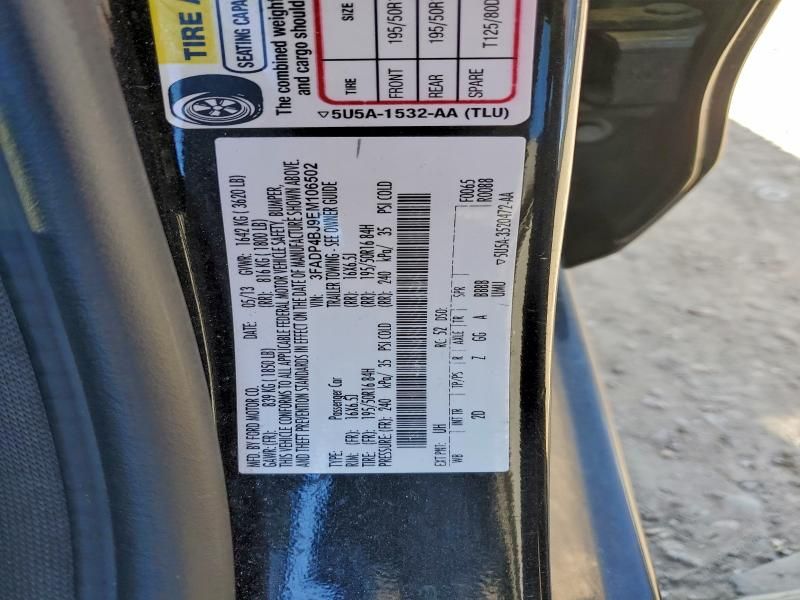 TIRE A
SEATING CAPA
The combined weight
and cargo should
TIRE SIZE
FRONT 195/50R
REAR 195/50R
SPARE T125/80D
▽5U5A-1532-AA (TLU)
MFD. BY FORD MOTOR CO.
DATE: 05/13 GVWR: 1642 KG ( 3620 LB)
GAWR: (FR): 839 KG ( 1850 LB) (RR): 816 KG ( 1800 LB)
THIS VEHICLE CONFORMS TO ALL APPLICABLE FEDERAL MOTOR VEHICLE SAFETY, BUMPER,
AND THEFT PREVENTION STANDARDS IN EFFECT ON THE DATE OF MANUFACTURE SHOWN ABOVE.
VIN: 3FADP4BJ9EM106502
TYPE: Passenger Car TRAILER TOWING - SEE OWNER GUIDE
RIM: (FR): 16X6.5J (RR): 16X6.5J
TIRE: (FR): 195/50R16 84H (RR): 195/50R16 84H
PRESSURE: (FR): 240 kPa/ 35 PSI COLD (RR): 240 kPa/ 35 PSI COLD
EXT PNT: UH RC: 52 DSO: F0065
R0088
WB INT TR TP/PS R AXLE TR SPR
2D Z GG A BBBB
UMU
▽5U5A-3520472-AA